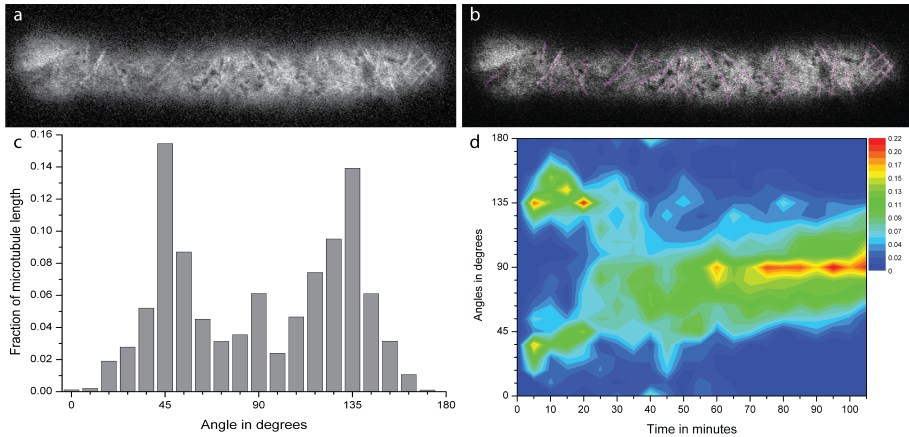 a
b
c
0.16
0.14
0.12
0.10
0.08
0.06
0.04
0.02
0.00
Fraction of microtubule length
0 45 90 135 180
Angle in degrees
d
180
135
90
45
0
Angles in degrees
0 10 20 30 40 50 60 70 80 90 100
Time in minutes
0.22
0.20
0.17
0.15
0.13
0.11
0.09
0.07
0.04
0.02
0